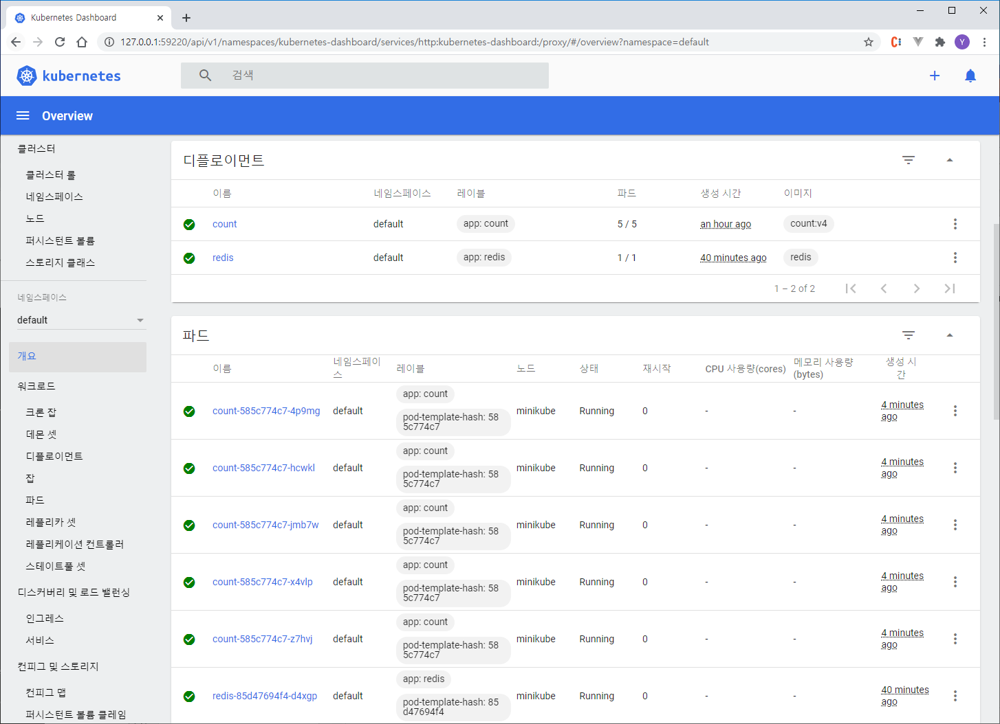 Kubernetes Dashboard
127.0.0.1:59220/api/v1/namespaces/kubernetes-dashboard/services/http:kubernetes-dashboard:/proxy/#/overview?namespace=default
Y
kubernetes
검색
Overview
클러스터
클러스터 롤
네임스페이스
노드
퍼시스턴트 볼륨
스토리지 클래스
네임스페이스
default
개요
워크로드
크론 잡
데몬 셋
디플로이먼트
잡
파드
레플리카 셋
레플리케이션 컨트롤러
스테이트풀 셋
디스커버리 및 로드 밸런싱
인그레스
서비스
컨피그 및 스토리지
컨피그 맵
퍼시스턴트 볼륨 클레임
디플로이먼트
이름 네임스페이스 레이블 파드 생성 시간 이미지
count default app: count 5 / 5 an hour ago count:v4
redis default app: redis 1 / 1 40 minutes ago redis
1 – 2 of 2
파드
이름 네임스페이
스 레이블 노드 상태 재시작 CPU 사용량(cores) 메모리 사용량
(bytes) 생성 시
간
app: count
count-585c774c7-4p9mg default pod-template-hash: 58
5c774c7 minikube Running 0 - - 4 minutes
ago
app: count
count-585c774c7-hcwkl default pod-template-hash: 58
5c774c7 minikube Running 0 - - 4 minutes
ago
app: count
count-585c774c7-jmb7w default pod-template-hash: 58
5c774c7 minikube Running 0 - - 4 minutes
ago
app: count
count-585c774c7-x4vlp default pod-template-hash: 58
5c774c7 minikube Running 0 - - 4 minutes
ago
app: count
count-585c774c7-z7hvj default pod-template-hash: 58
5c774c7 minikube Running 0 - - 4 minutes
ago
app: redis
redis-85d47694f4-d4xgp default pod-template-hash: 85
d47694f4 minikube Running 0 - - 40 minutes
ago